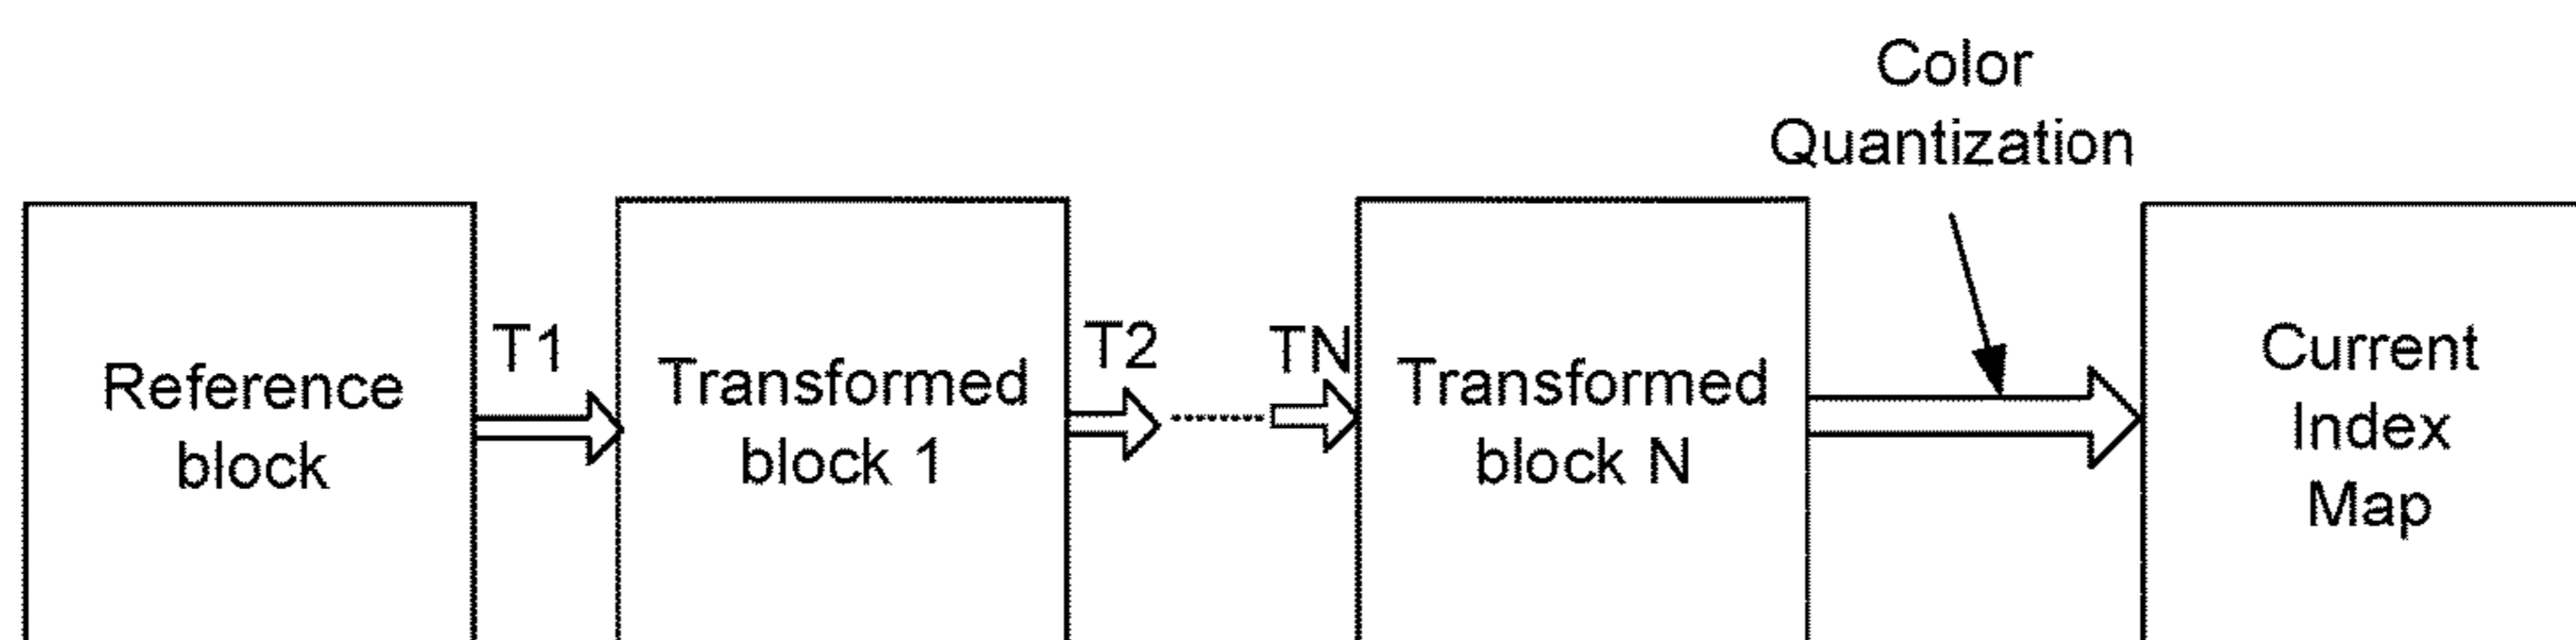 Color
Quantization
Reference
block
T1
Transformed
block 1
T2
TN
Transformed
block N
Current
Index
Map